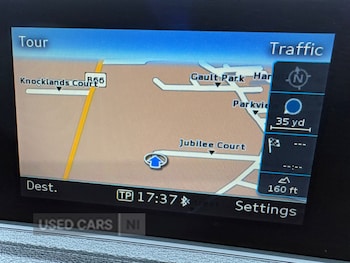 Tour
Traffic
Knocklands Court
B66
Gault Park
Har
Parkvie
N
35 yd
Jubilee Court
---
--:--
160 ft
Dest.
TP 17:37
Settings
USED CARS NI